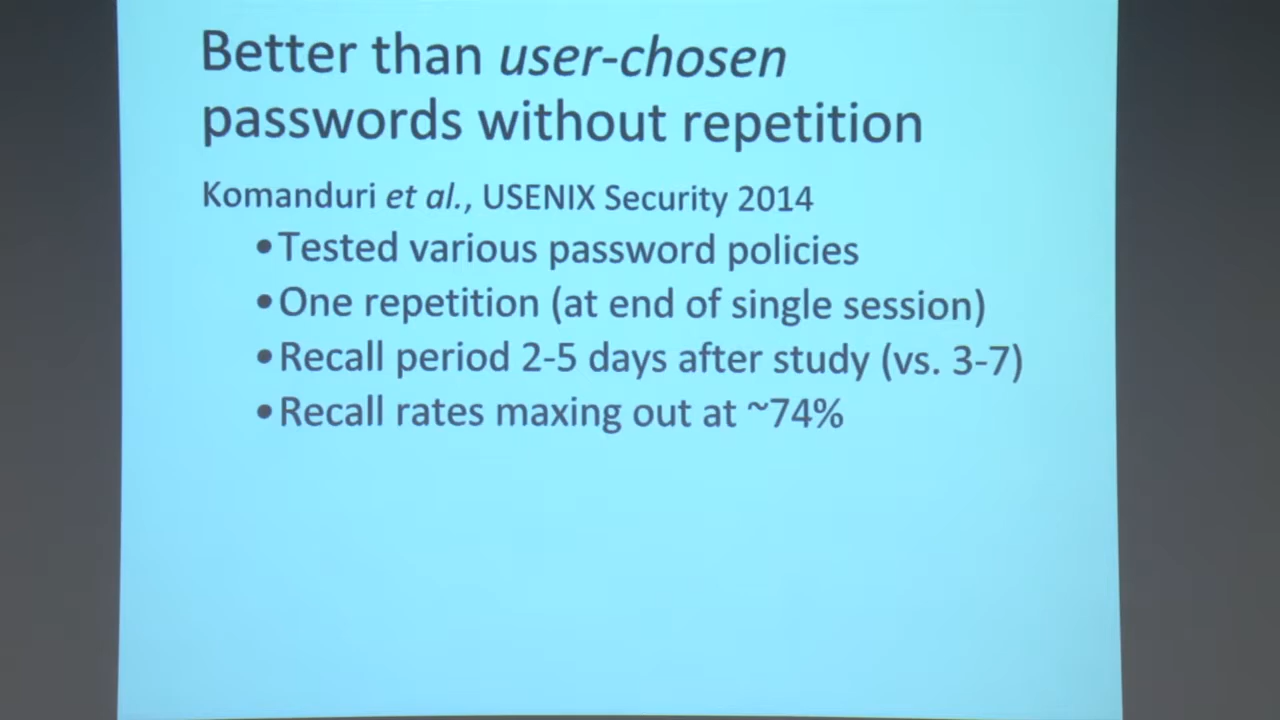 Better than user-chosen
passwords without repetition
Komanduri et al., USENIX Security 2014
•Tested various password policies
•One repetition (at end of single session)
•Recall period 2-5 days after study (vs. 3-7)
•Recall rates maxing out at ~74%